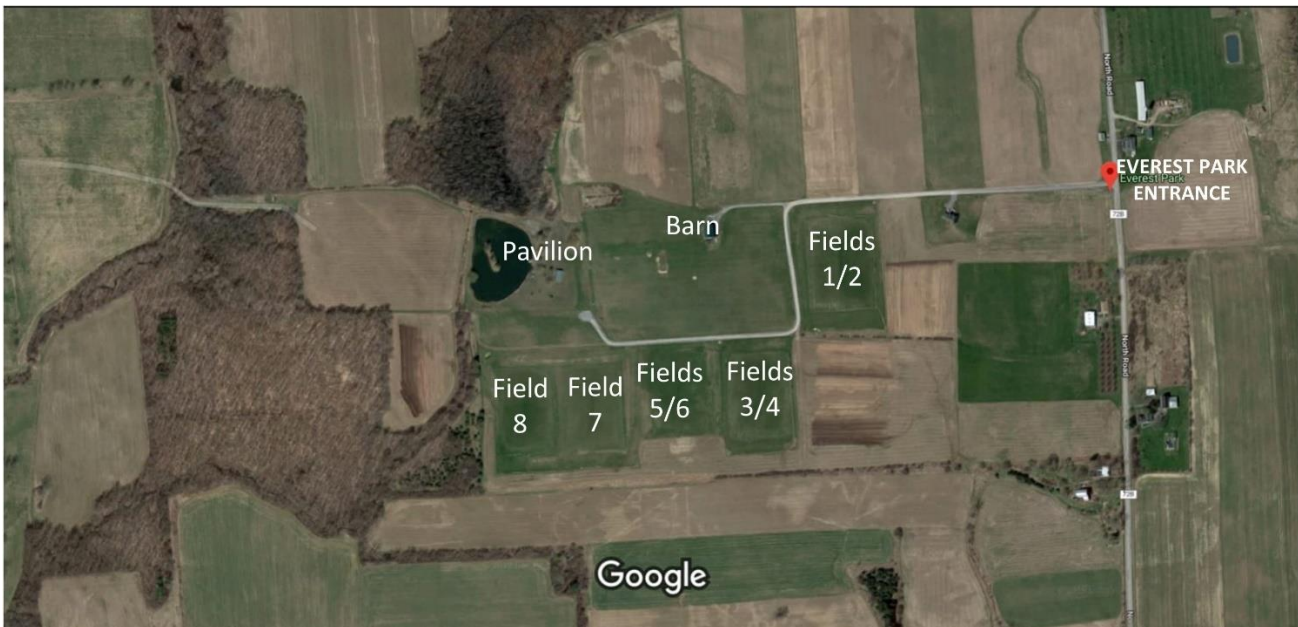 North Road
EVEREST PARK
Everest Park
ENTRANCE
728
Barn
Pavilion
Fields
1/2
North Road
Field
8
Field
7
Fields
5/6
Fields
3/4
728
Google